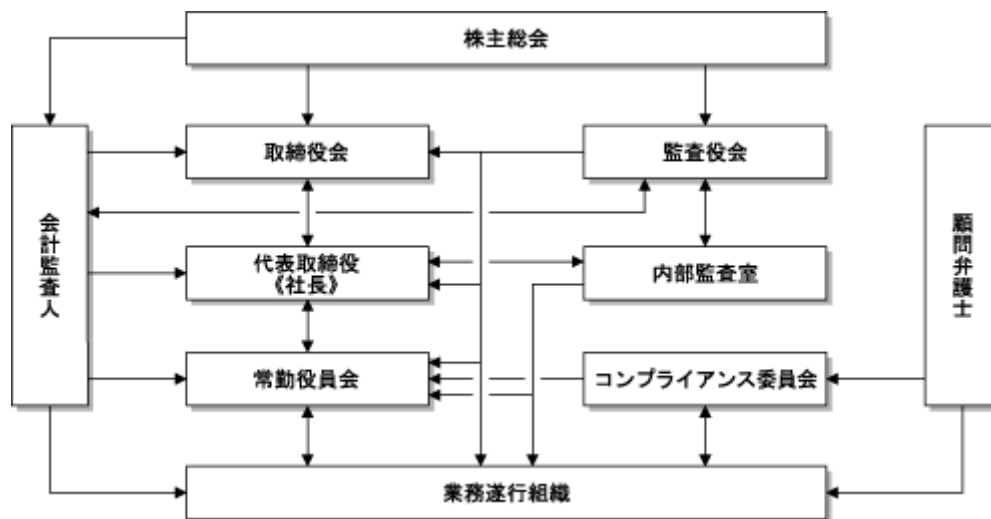 株主総会
取締役会
監査役会
会計監査人
顧問弁護士
代表取締役
《社長》
内部監査室
常勤役員会
コンプライアンス委員会
業務遂行組織